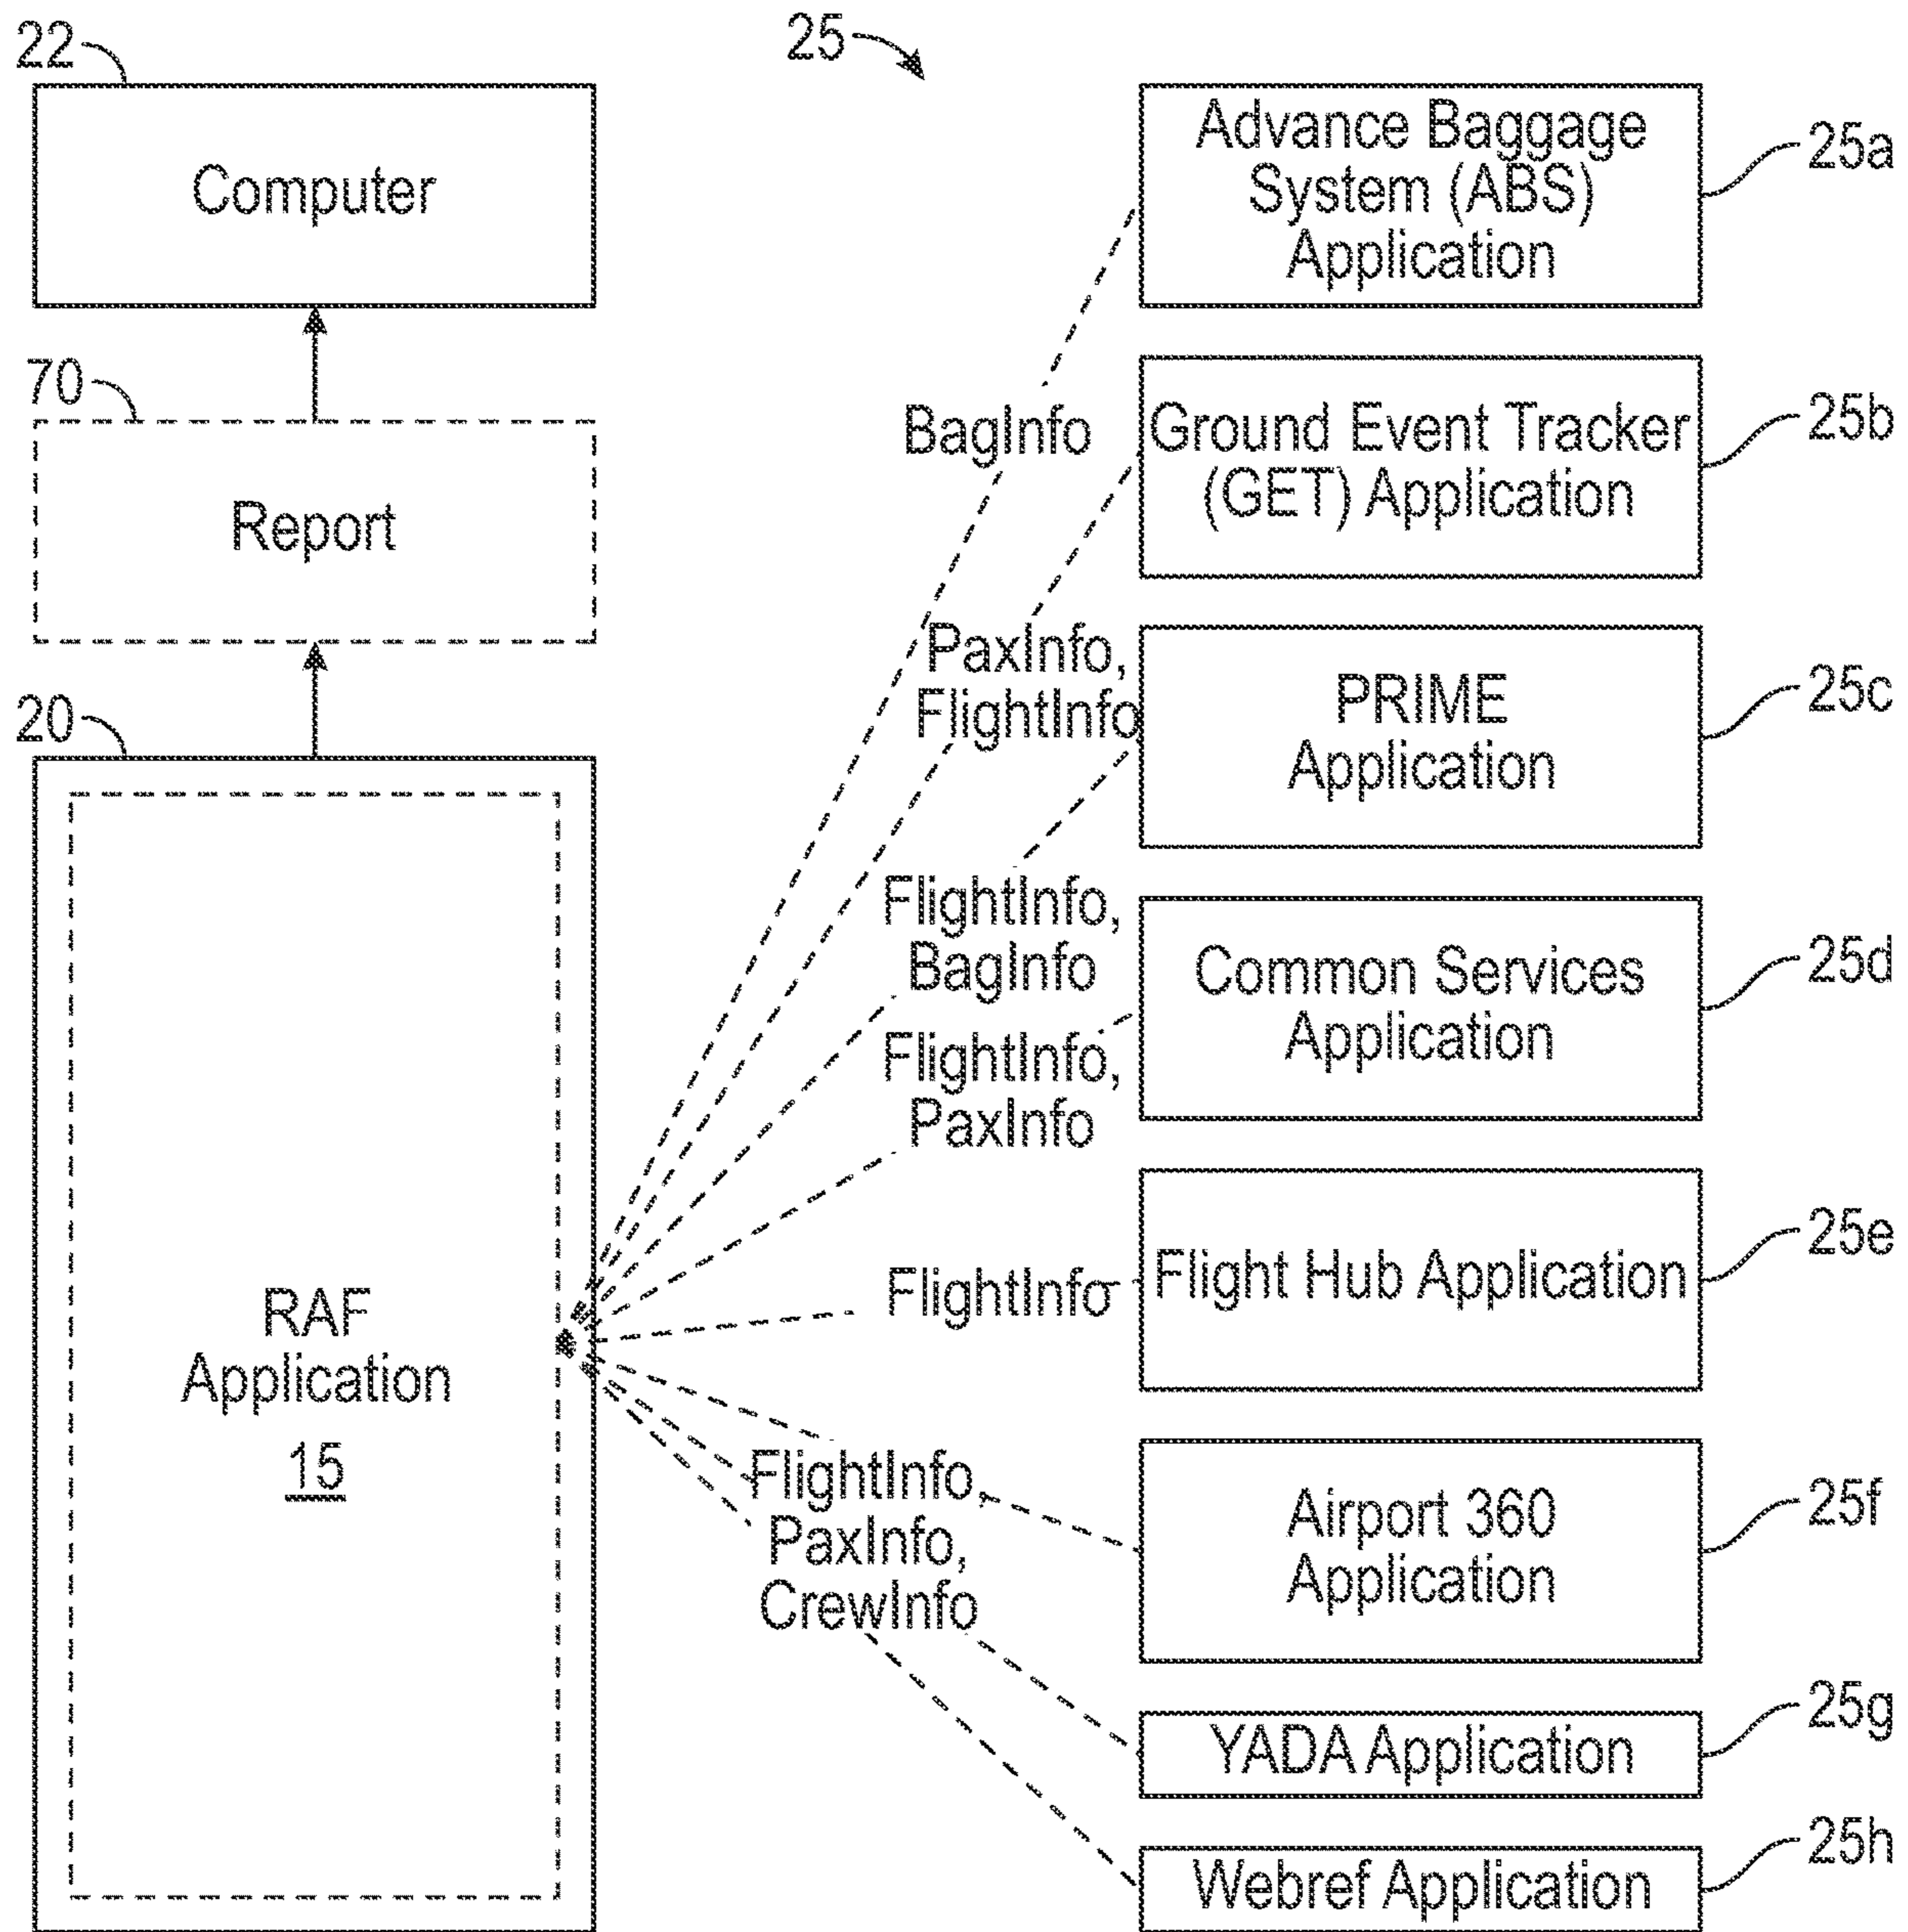 22
Computer
70
Report
20
RAF
Application
15
25
Advance Baggage
System (ABS)
Application
25a
BagInfo
Ground Event Tracker
(GET) Application
25b
PaxInfo,
FlightInfo
PRIME
Application
25c
FlightInfo,
BagInfo
Common Services
Application
25d
FlightInfo,
PaxInfo
FlightInfo
Flight Hub Application
25e
FlightInfo,
PaxInfo,
CrewInfo
Airport 360
Application
25f
YADA Application
25g
Webref Application
25h